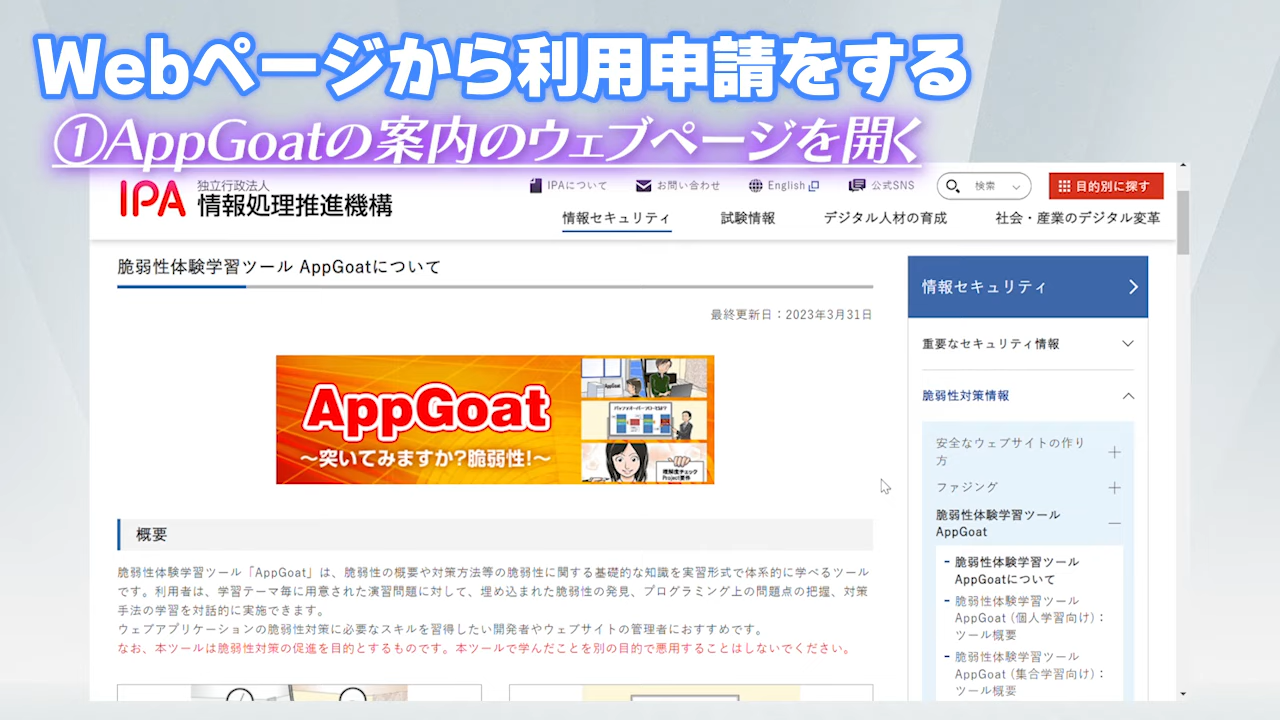 Webページから利用申請をする
①AppGoatの案内のウェブページを開く
IPA 独立行政法人 情報処理推進機構
IPAについて お問い合わせ English 公式SNS 検索 目的別に探す
情報セキュリティ 試験情報 デジタル人材の育成 社会・産業のデジタル変革
脆弱性体験学習ツール AppGoatについて
最終更新日：2023年3月31日
AppGoat
～突いてみますか?脆弱性!～
AppGoat
バッファオーバーフローとは?
理解度チェック
概要
脆弱性体験学習ツール「AppGoat」は、脆弱性の概要や対策方法等の脆弱性に関する基礎的な知識を実習形式で体系的に学べるツール
です。利用者は、学習テーマ毎に用意された演習問題に対して、埋め込まれた脆弱性の発見、プログラミング上の問題点の把握、対策
手法の学習を対話的に実施できます。
ウェブアプリケーションの脆弱性対策に必要なスキルを習得したい開発者やウェブサイトの管理者におすすめです。
なお、本ツールは脆弱性対策の促進を目的とするものです。本ツールで学んだことを別の目的で悪用することはしないでください。
情報セキュリティ
重要なセキュリティ情報
脆弱性対策情報
安全なウェブサイトの作り
方
ファジング
脆弱性体験学習ツール
AppGoat
脆弱性体験学習ツール
AppGoatについて
脆弱性体験学習ツール
AppGoat（個人学習向け）：
ツール概要
脆弱性体験学習ツール
AppGoat（集合学習向け）：
ツール概要